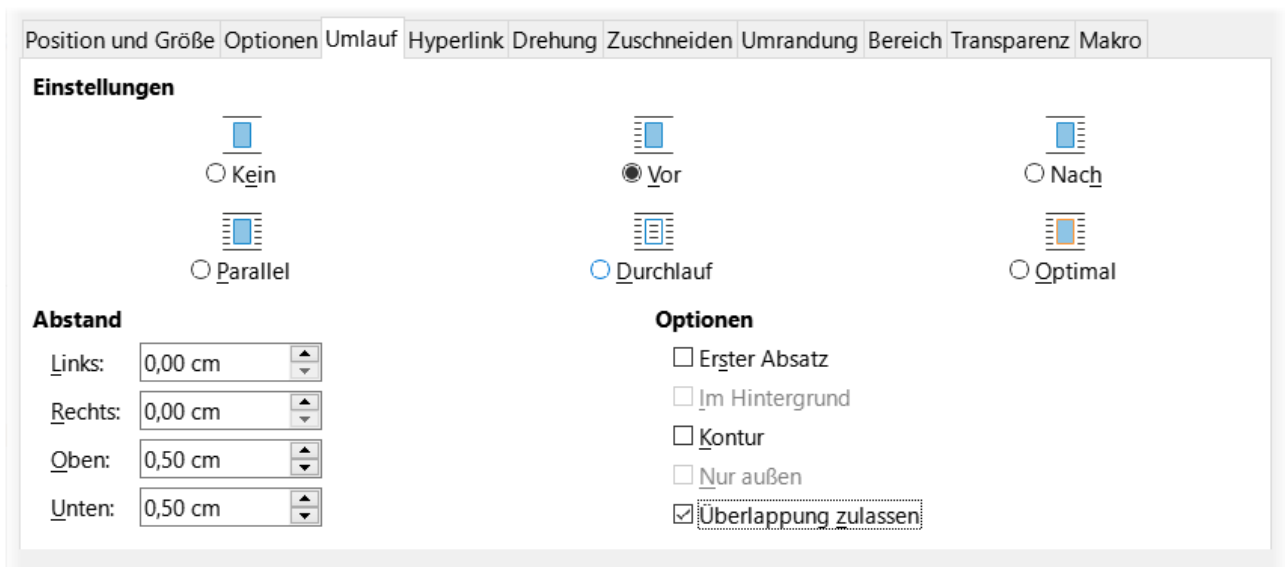 Position und Größe Optionen Umlauf Hyperlink Drehung Zuschneiden Umrandung Bereich Transparenz Makro
Einstellungen
Kein Vor Nach
Parallel Durchlauf Optimal
Abstand Optionen
Links: 0,00 cm Erster Absatz
Im Hintergrund
Rechts: 0,00 cm
Kontur
Oben: 0,50 cm
Nur außen
Unten: 0,50 cm Überlappung zulassen